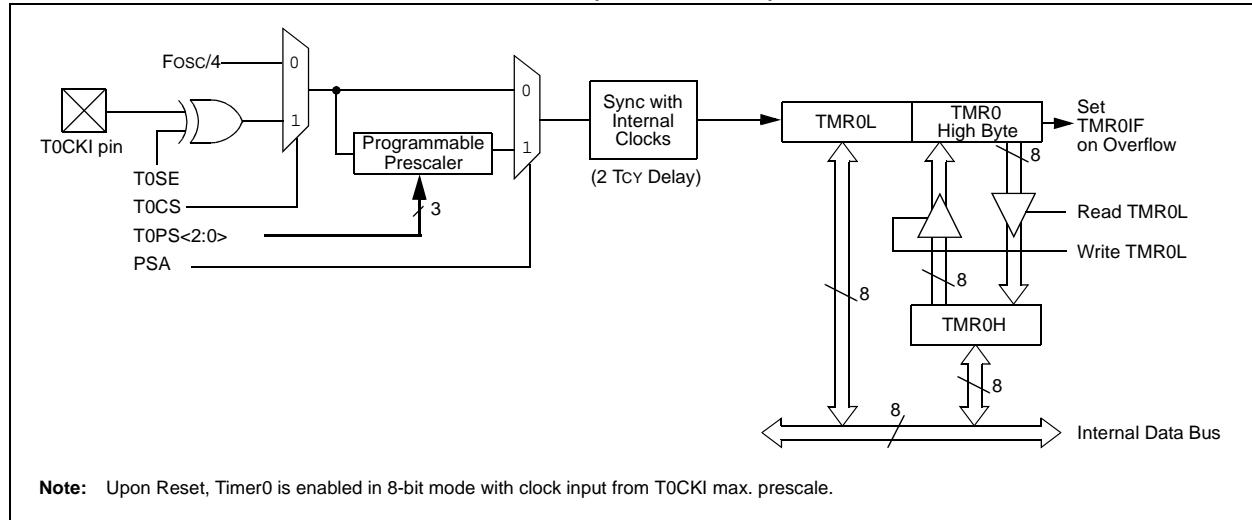 FOSC/4
T0CKI pin
T0SE
T0CS
T0PS<2:0>
PSA
0
1
Programmable
Prescaler
3
0
1
Sync with
Internal
Clocks
(2 TCY Delay)
TMR0L
TMR0
High Byte
Set
TMR0IF
on Overflow
8
Read TMR0L
Write TMR0L
8
8
TMR0H
8
8
Internal Data Bus
Note: Upon Reset, Timer0 is enabled in 8-bit mode with clock input from T0CKI max. prescale.